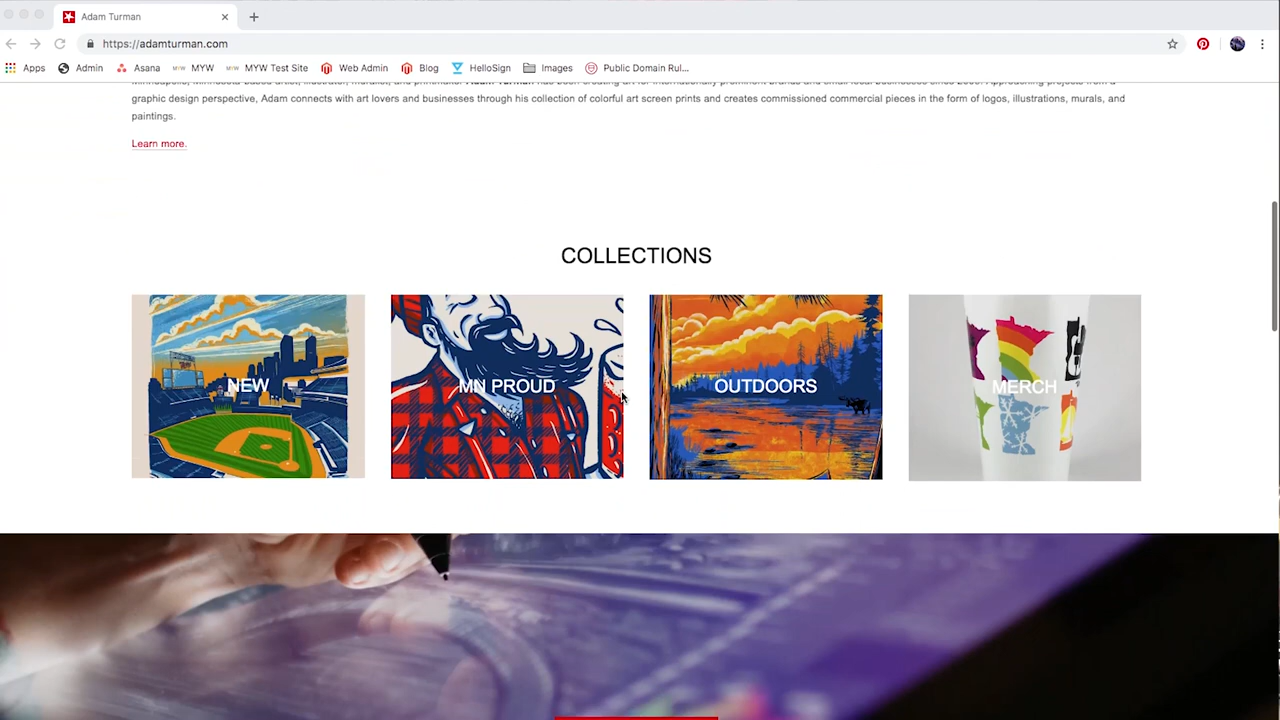 Adam Turman
https://adamturman.com
Apps Admin Asana MYW MYW Test Site Web Admin Blog HelloSign Images Public Domain Rul...
graphic design perspective, Adam connects with art lovers and businesses through his collection of colorful art screen prints and creates commissioned commercial pieces in the form of logos, illustrations, murals, and
paintings.
Learn more.
COLLECTIONS
NEW MN PROUD OUTDOORS MERCH